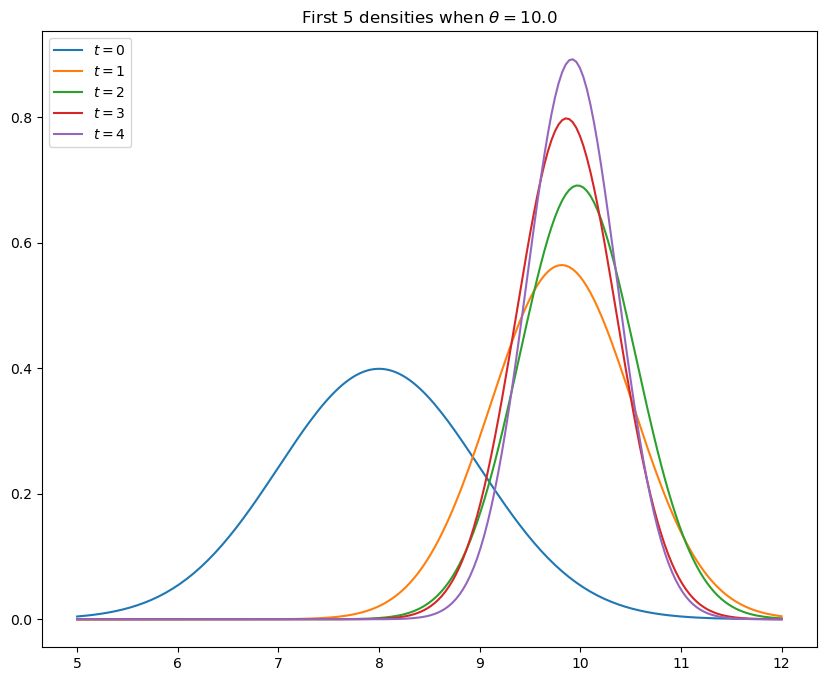 First 5 densities when θ = 10.0
t = 0
t = 1
t = 2
t = 3
t = 4
0.8
0.6
0.4
0.2
0.0
5 6 7 8 9 10 11 12